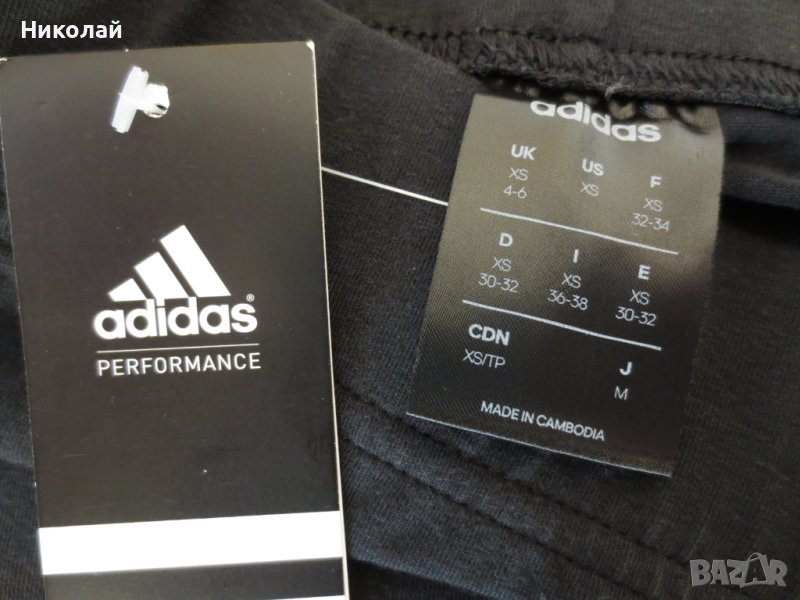 Николай
adidas®
PERFORMANCE
adidas
UK US F
XS XS XS
4-6 32-34
D I E
XS XS XS
30-32 36-38 30-32
CDN J
XS/TP M
MADE IN CAMBODIA
BAZAR